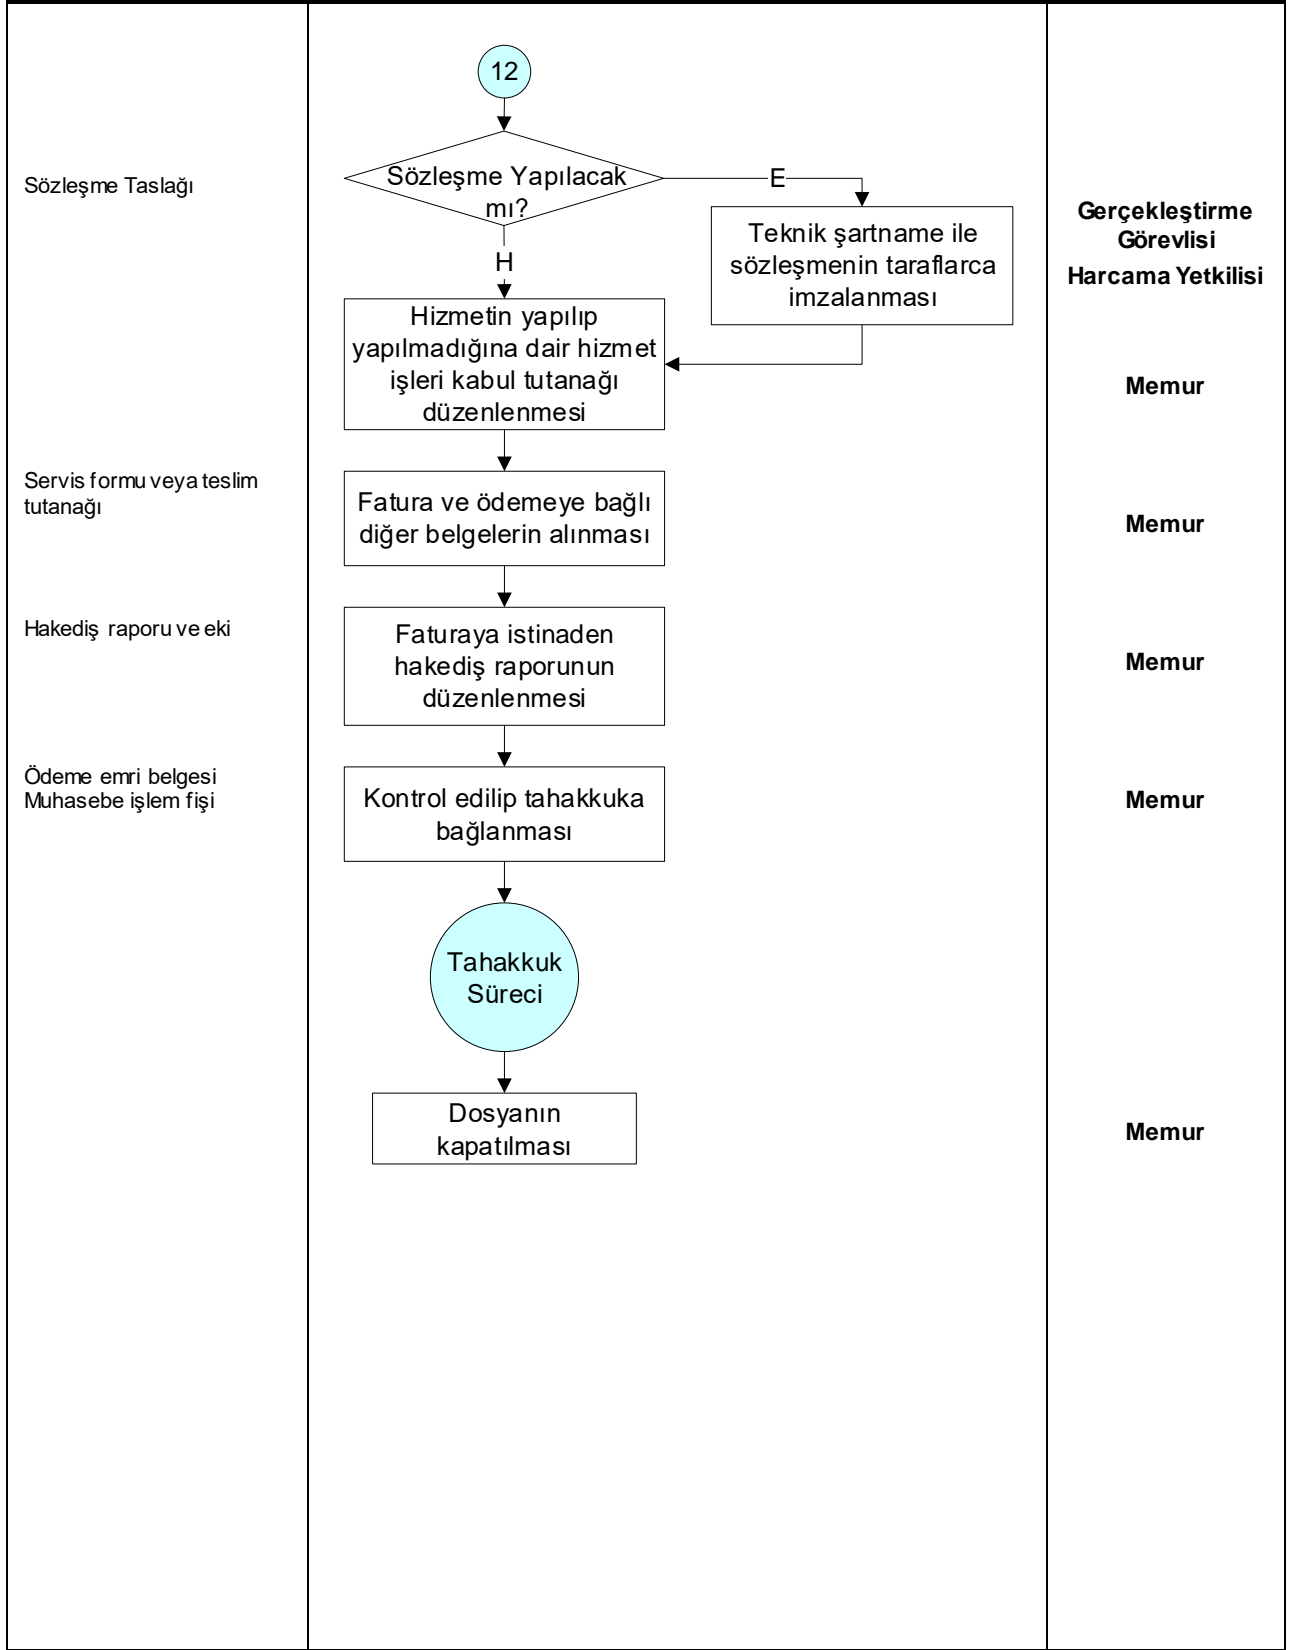 12
Sözleşme Taslağı
Sözleşme Yapılacak
mı?
E
H
Teknik şartname ile
sözleşmenin taraflarca
imzalanması
Gerçekleştirme
Görevlisi
Harcama Yetkilisi
Hizmetin yapılıp
yapılmadığına dair hizmet
işleri kabul tutanağı
düzenlenmesi
Memur
Servis formu veya teslim
tutanağı
Fatura ve ödemeye bağlı
diğer belgelerin alınması
Memur
Hakediş raporu ve eki
Faturaya istinaden
hakediş raporunun
düzenlenmesi
Memur
Ödeme emri belgesi
Muhasebe işlem fişi
Kontrol edilip tahakkuka
bağlanması
Memur
Tahakkuk
Süreci
Dosyanın
kapatılması
Memur